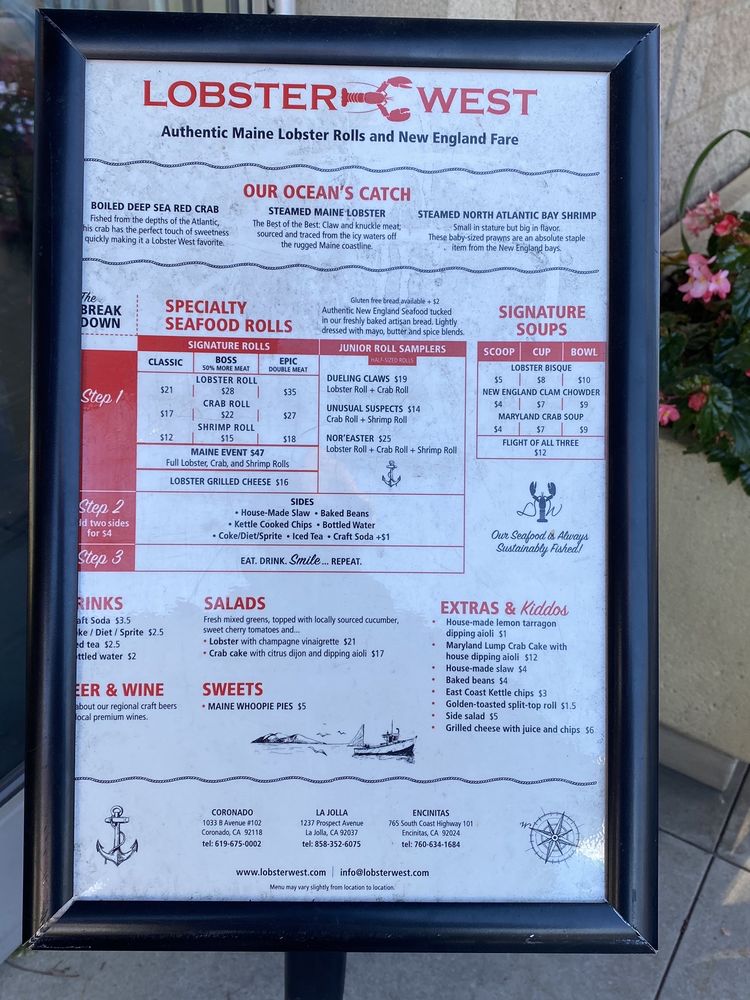 LOBSTER WEST
Authentic Maine Lobster Rolls and New England Fare
OUR OCEAN'S CATCH
BOILED DEEP SEA RED CRAB
Fished from the depths of the Atlantic,
his crab has the perfect touch of sweetness
quickly making it a Lobster West favorite.
STEAMED MAINE LOBSTER
The Best of the Best: Claw and knuckle meat;
sourced and traced from the icy waters off
the rugged Maine coastline.
STEAMED NORTH ATLANTIC BAY SHRIMP
Small in stature but big in flavor.
These baby-sized prawns are an absolute staple
item from the New England bays.
The
BREAK
DOWN
SPECIALTY
SEAFOOD ROLLS
Gluten free bread available + $2
Authentic New England Seafood tucked
in our freshly baked artisan bread. Lightly
dressed with mayo, butter and spice blends.
Step 1
SIGNATURE ROLLS
CLASSIC
BOSS
50% MORE MEAT
EPIC
DOUBLE MEAT
LOBSTER ROLL
$21 $28 $35
CRAB ROLL
$17 $22 $27
SHRIMP ROLL
$12 $15 $18
MAINE EVENT $47
Full Lobster, Crab, and Shrimp Rolls
LOBSTER GRILLED CHEESE $16
JUNIOR ROLL SAMPLERS
HALF-SIZED ROLLS
DUELING CLAWS $19
Lobster Roll + Crab Roll
UNUSUAL SUSPECTS $14
Crab Roll + Shrimp Roll
NOR'EASTER $25
Lobster Roll + Crab Roll + Shrimp Roll
SIGNATURE
SOUPS
SCOOP CUP BOWL
LOBSTER BISQUE
$5 $8 $10
NEW ENGLAND CLAM CHOWDER
$4 $7 $9
MARYLAND CRAB SOUP
$4 $7 $9
FLIGHT OF ALL THREE
$12
LW
Our Seafood is Always
Sustainably Fished!
Step 2
d two sides
for $4
SIDES
• House-Made Slaw • Baked Beans
• Kettle Cooked Chips • Bottled Water
• Coke/Diet/Sprite • Iced Tea • Craft Soda +$1
Step 3
EAT. DRINK. Smile... REPEAT.
RINKS
aft Soda $3.5
oke / Diet / Sprite $2.5
ed tea $2.5
ottled water $2
EER & WINE
about our regional craft beers
local premium wines.
SALADS
Fresh mixed greens, topped with locally sourced cucumber,
sweet cherry tomatoes and...
• Lobster with champagne vinaigrette $21
• Crab cake with citrus dijon and dipping aioli $17
SWEETS
• MAINE WHOOPIE PIES $5
EXTRAS & Kiddos
• House-made lemon tarragon
dipping aioli $1
• Maryland Lump Crab Cake with
house dipping aioli $12
• House-made slaw $4
• Baked beans $4
• East Coast Kettle chips $3
• Golden-toasted split-top roll $1.5
• Side salad $5
• Grilled cheese with juice and chips $6
CORONADO
1033 B Avenue #102
Coronado, CA 92118
tel: 619-675-0002
LA JOLLA
1237 Prospect Avenue
La Jolla, CA 92037
tel: 858-352-6075
ENCINITAS
765 South Coast Highway 101
Encinitas, CA 92024
tel: 760-634-1684
www.lobsterwest.com | info@lobsterwest.com
Menu may vary slightly from location to location.